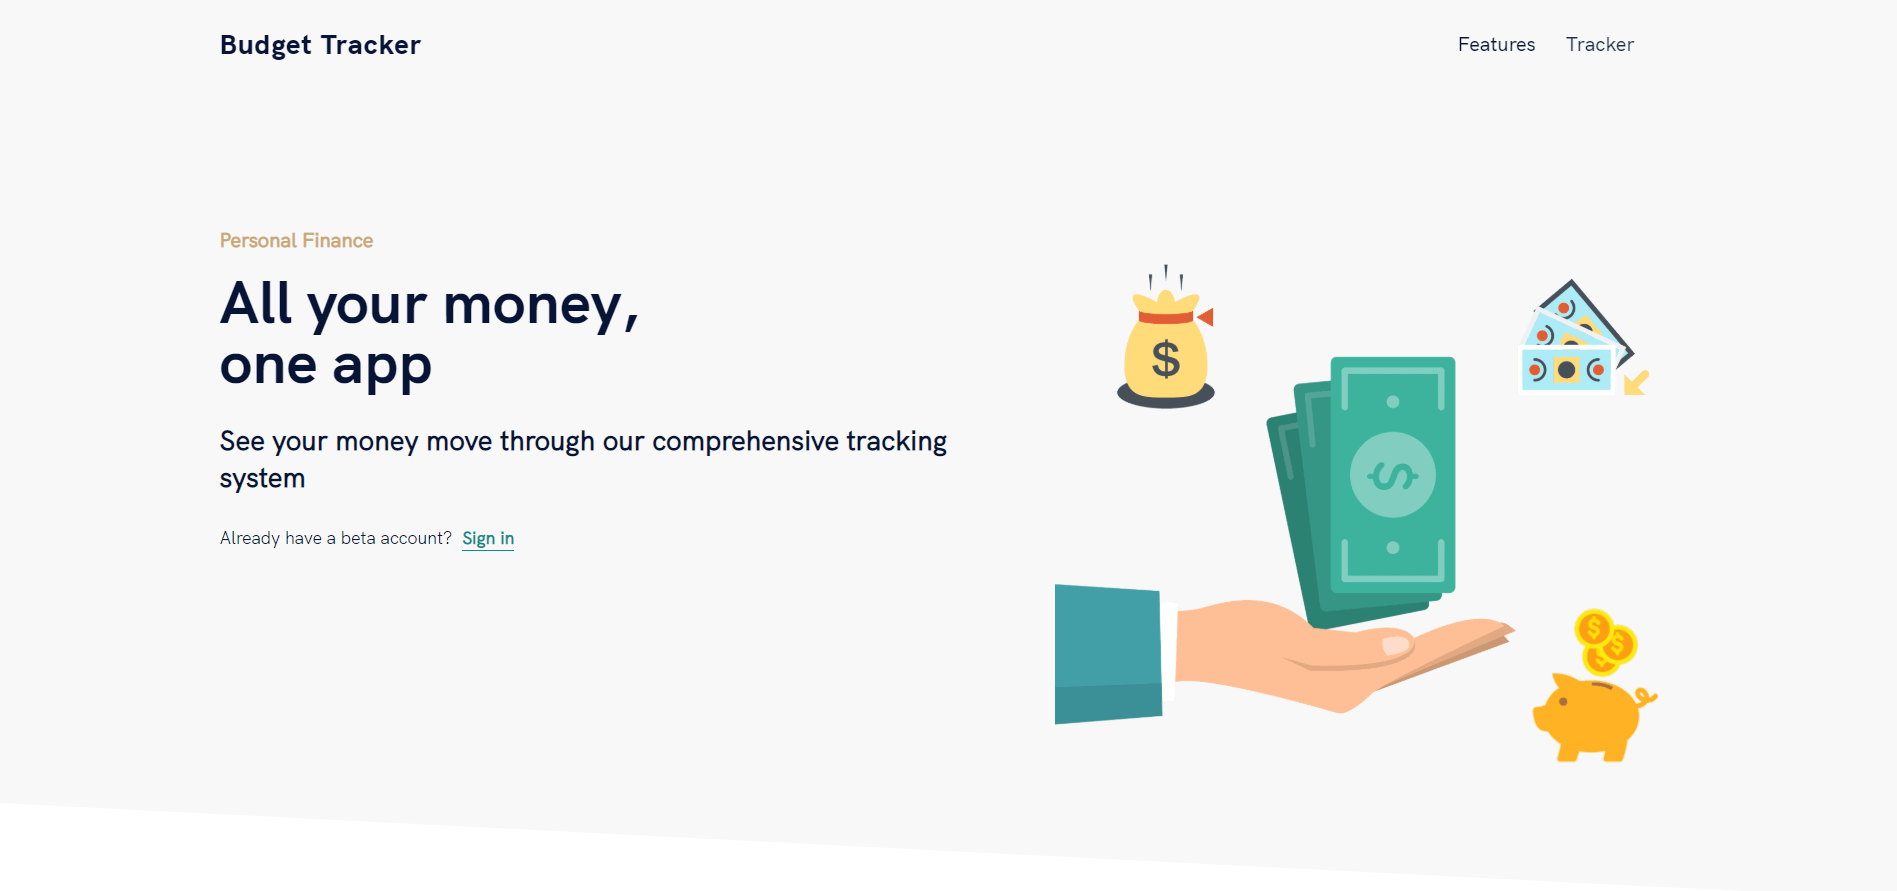 Budget Tracker
Features
Tracker
Personal Finance
All your money,
one app
See your money move through our comprehensive tracking
system
Already have a beta account? Sign in
$
$
$
$
$